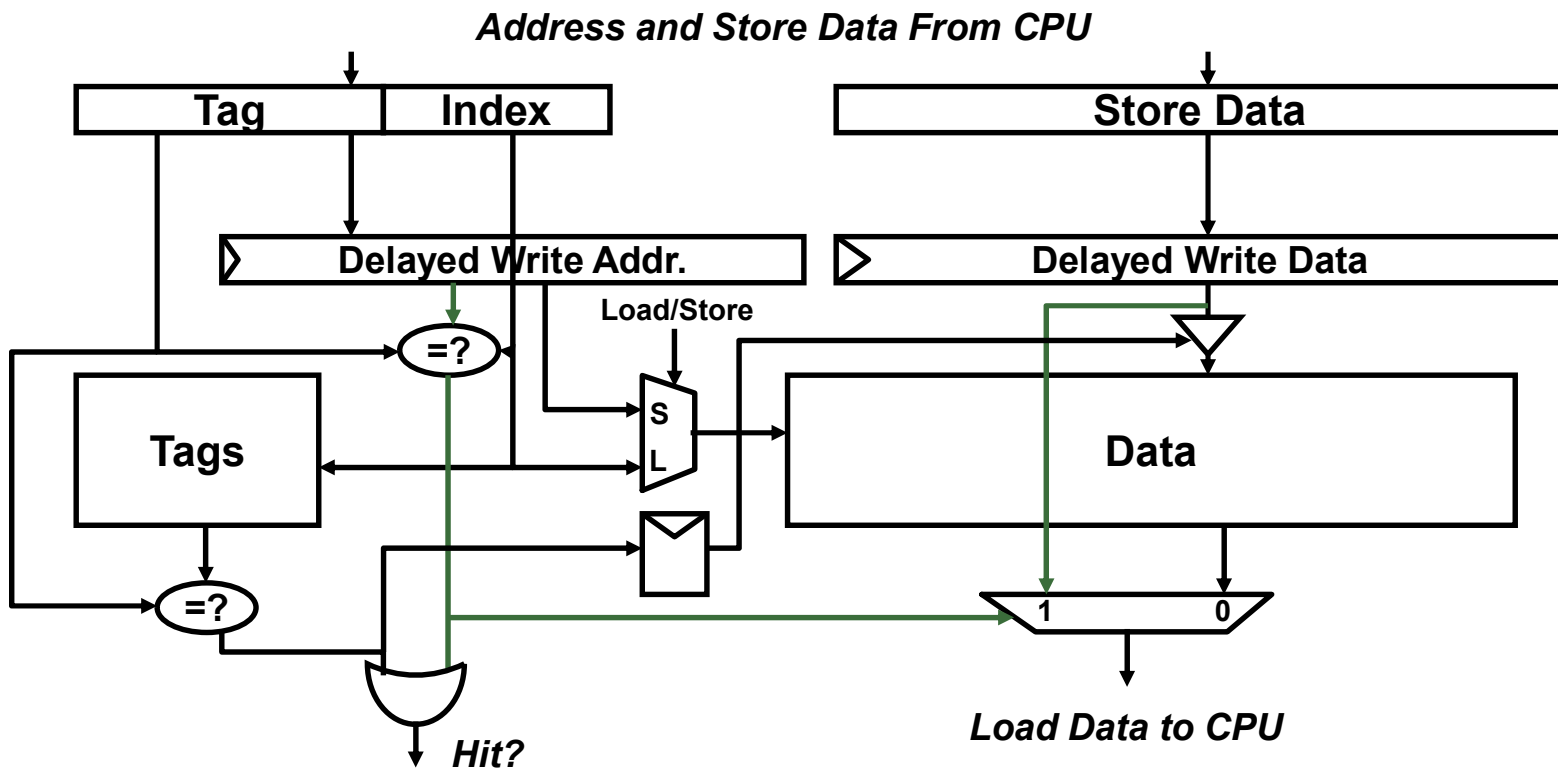 Address and Store Data From CPU
Tag
Index
Store Data
Delayed Write Addr.
Delayed Write Data
Load/Store
=?
S
Tags
L
Data
=?
1
0
Load Data to CPU
Hit?